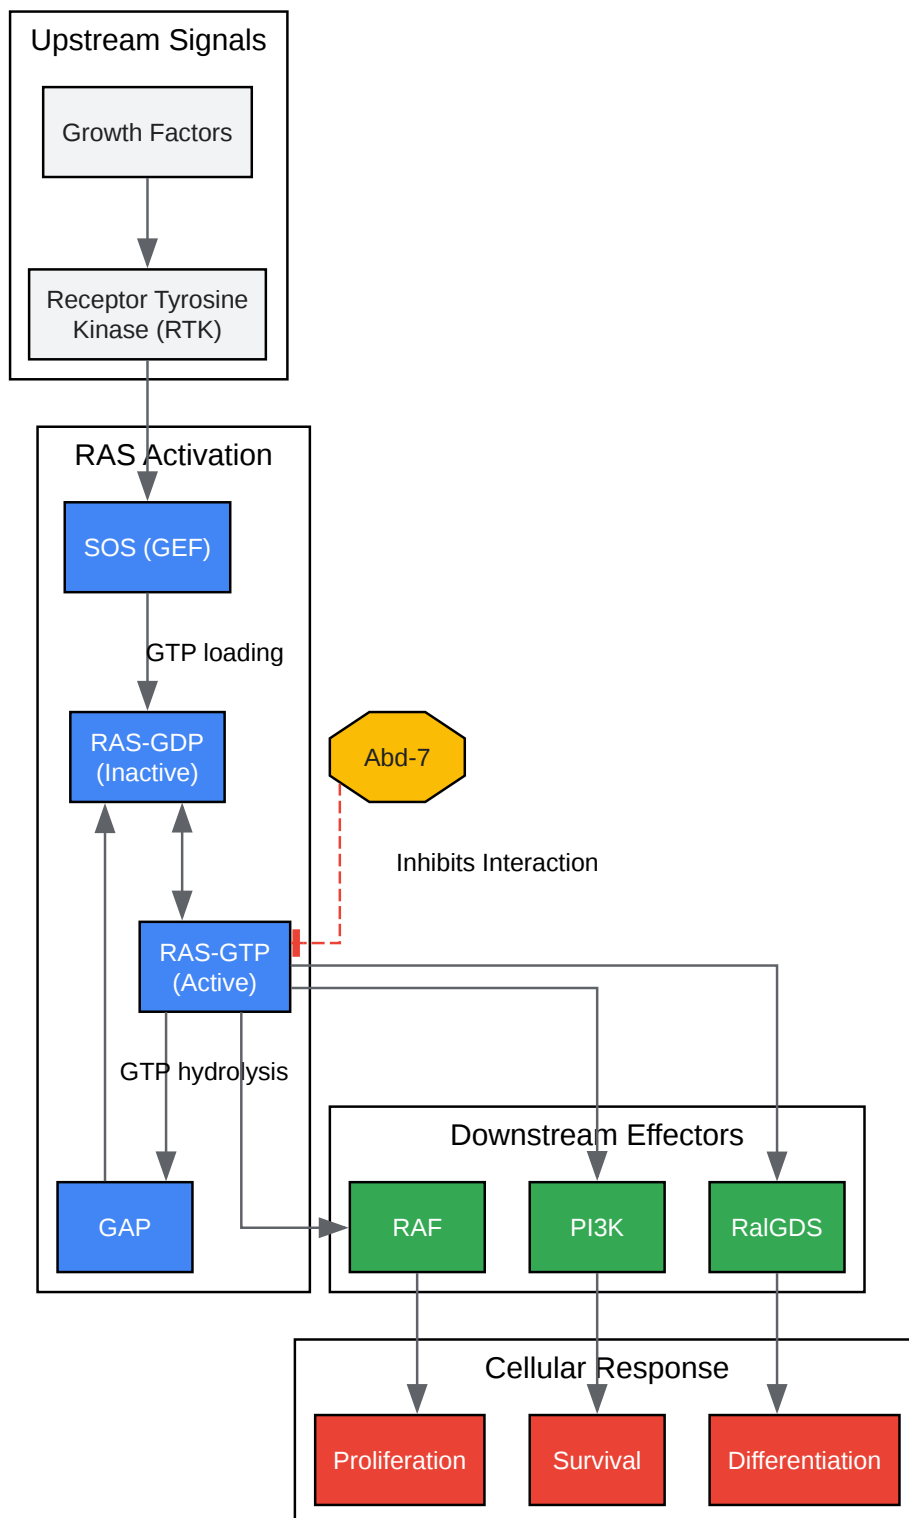 Upstream Signals
Growth Factors
Receptor Tyrosine
Kinase (RTK)
RAS Activation
SOS (GEF)
GTP loading
RAS-GDP
(Inactive)
Abd-7
Inhibits Interaction
RAS-GTP
(Active)
GTP hydrolysis
Downstream Effectors
GAP
RAF
PI3K
RalGDS
Cellular Response
Proliferation
Survival
Differentiation